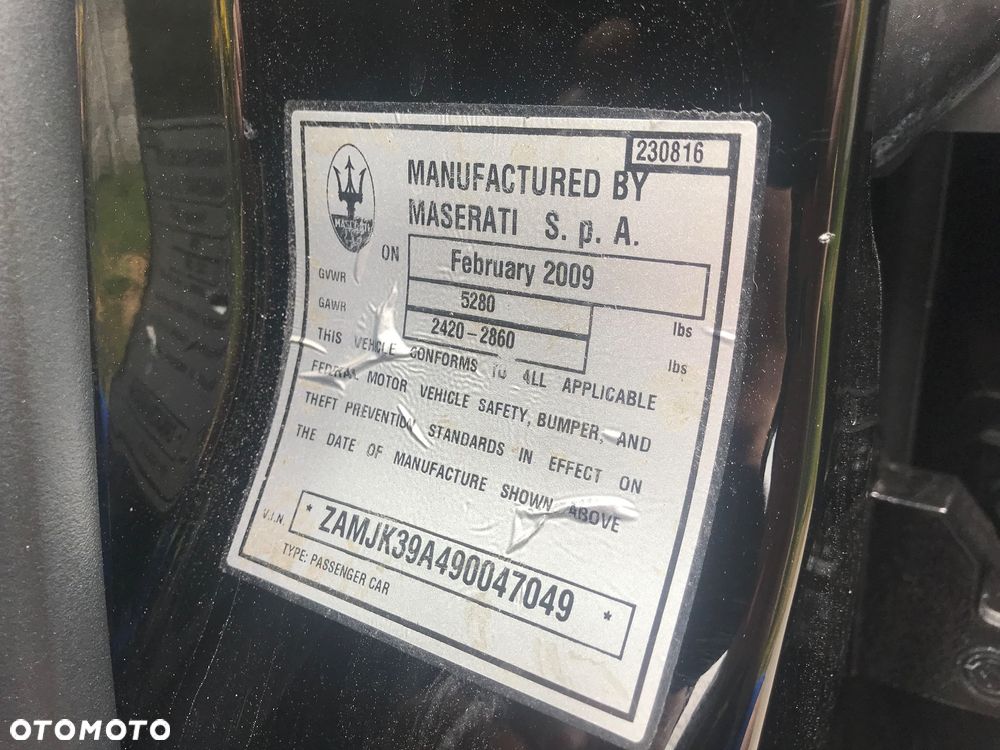 230816
MASERATI
MANUFACTURED BY
MASERATI S. p. A.
ON February 2009
GVWR 5280 lbs
GAWR 2420-2860 lbs
THIS VEHICLE CONFORMS TO ALL APPLICABLE
FEDERAL MOTOR VEHICLE SAFETY, BUMPER, AND
THEFT PREVENTION STANDARDS IN EFFECT ON
THE DATE OF MANUFACTURE SHOWN ABOVE
V.I.N. * ZAMJK39A490047049 *
TYPE: PASSENGER CAR
OTOMOTO